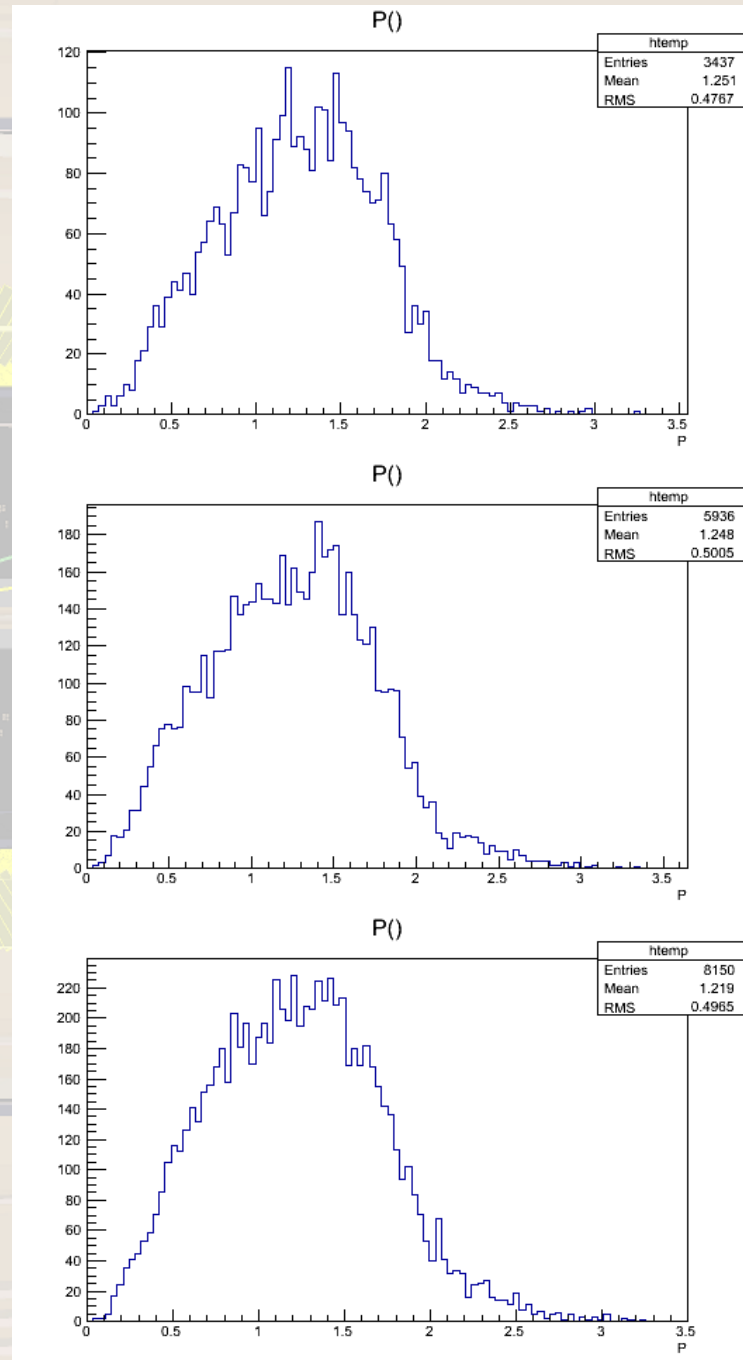 P()
htemp
Entries 3437
Mean 1.251
RMS 0.4767
120
100
80
60
40
20
0
0 0.5 1 1.5 2 2.5 3 3.5
P
P()
htemp
Entries 5936
Mean 1.248
RMS 0.5005
180
160
140
120
100
80
60
40
20
0
0 0.5 1 1.5 2 2.5 3 3.5
P
P()
htemp
Entries 8150
Mean 1.219
RMS 0.4965
220
200
180
160
140
120
100
80
60
40
20
0
0 0.5 1 1.5 2 2.5 3 3.5
P